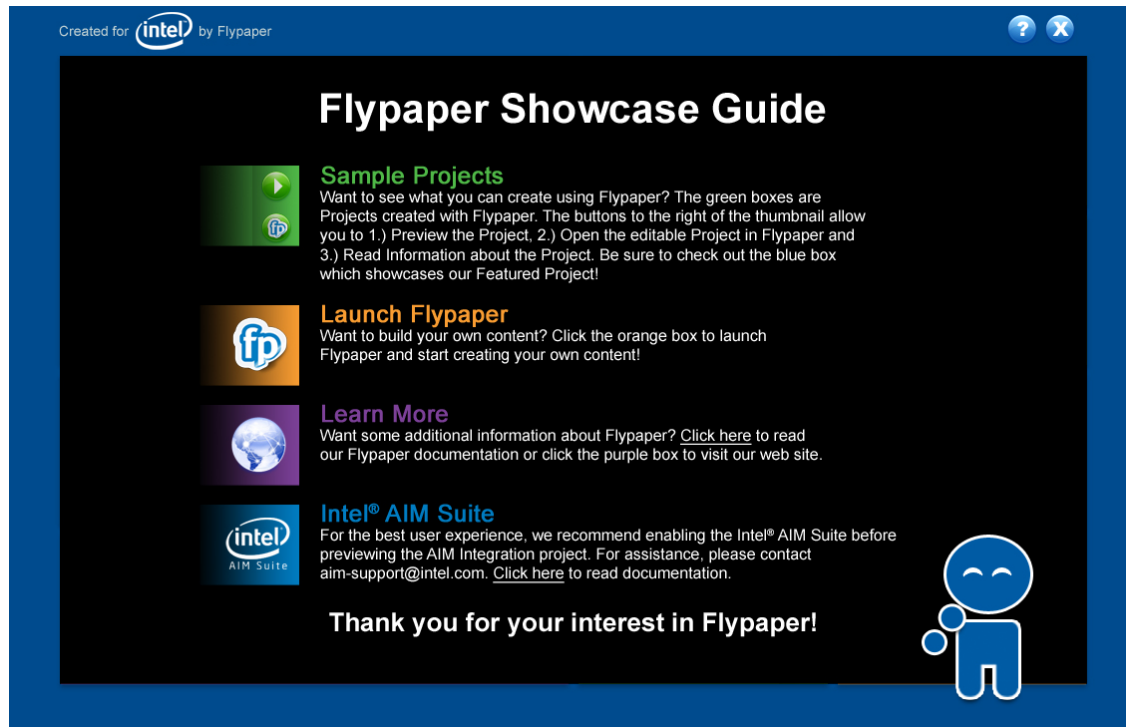 Created for intel by Flypaper
? X
Flypaper Showcase Guide
Sample Projects
Want to see what you can create using Flypaper? The green boxes are
Projects created with Flypaper. The buttons to the right of the thumbnail allow
you to 1.) Preview the Project, 2.) Open the editable Project in Flypaper and
3.) Read Information about the Project. Be sure to check out the blue box
which showcases our Featured Project!
fp
Launch Flypaper
Want to build your own content? Click the orange box to launch
Flypaper and start creating your own content!
fp
Learn More
Want some additional information about Flypaper? Click here to read
our Flypaper documentation or click the purple box to visit our web site.
Intel® AIM Suite
For the best user experience, we recommend enabling the Intel® AIM Suite before
previewing the AIM Integration project. For assistance, please contact
aim-support@intel.com. Click here to read documentation.
intel
AIM Suite
Thank you for your interest in Flypaper!